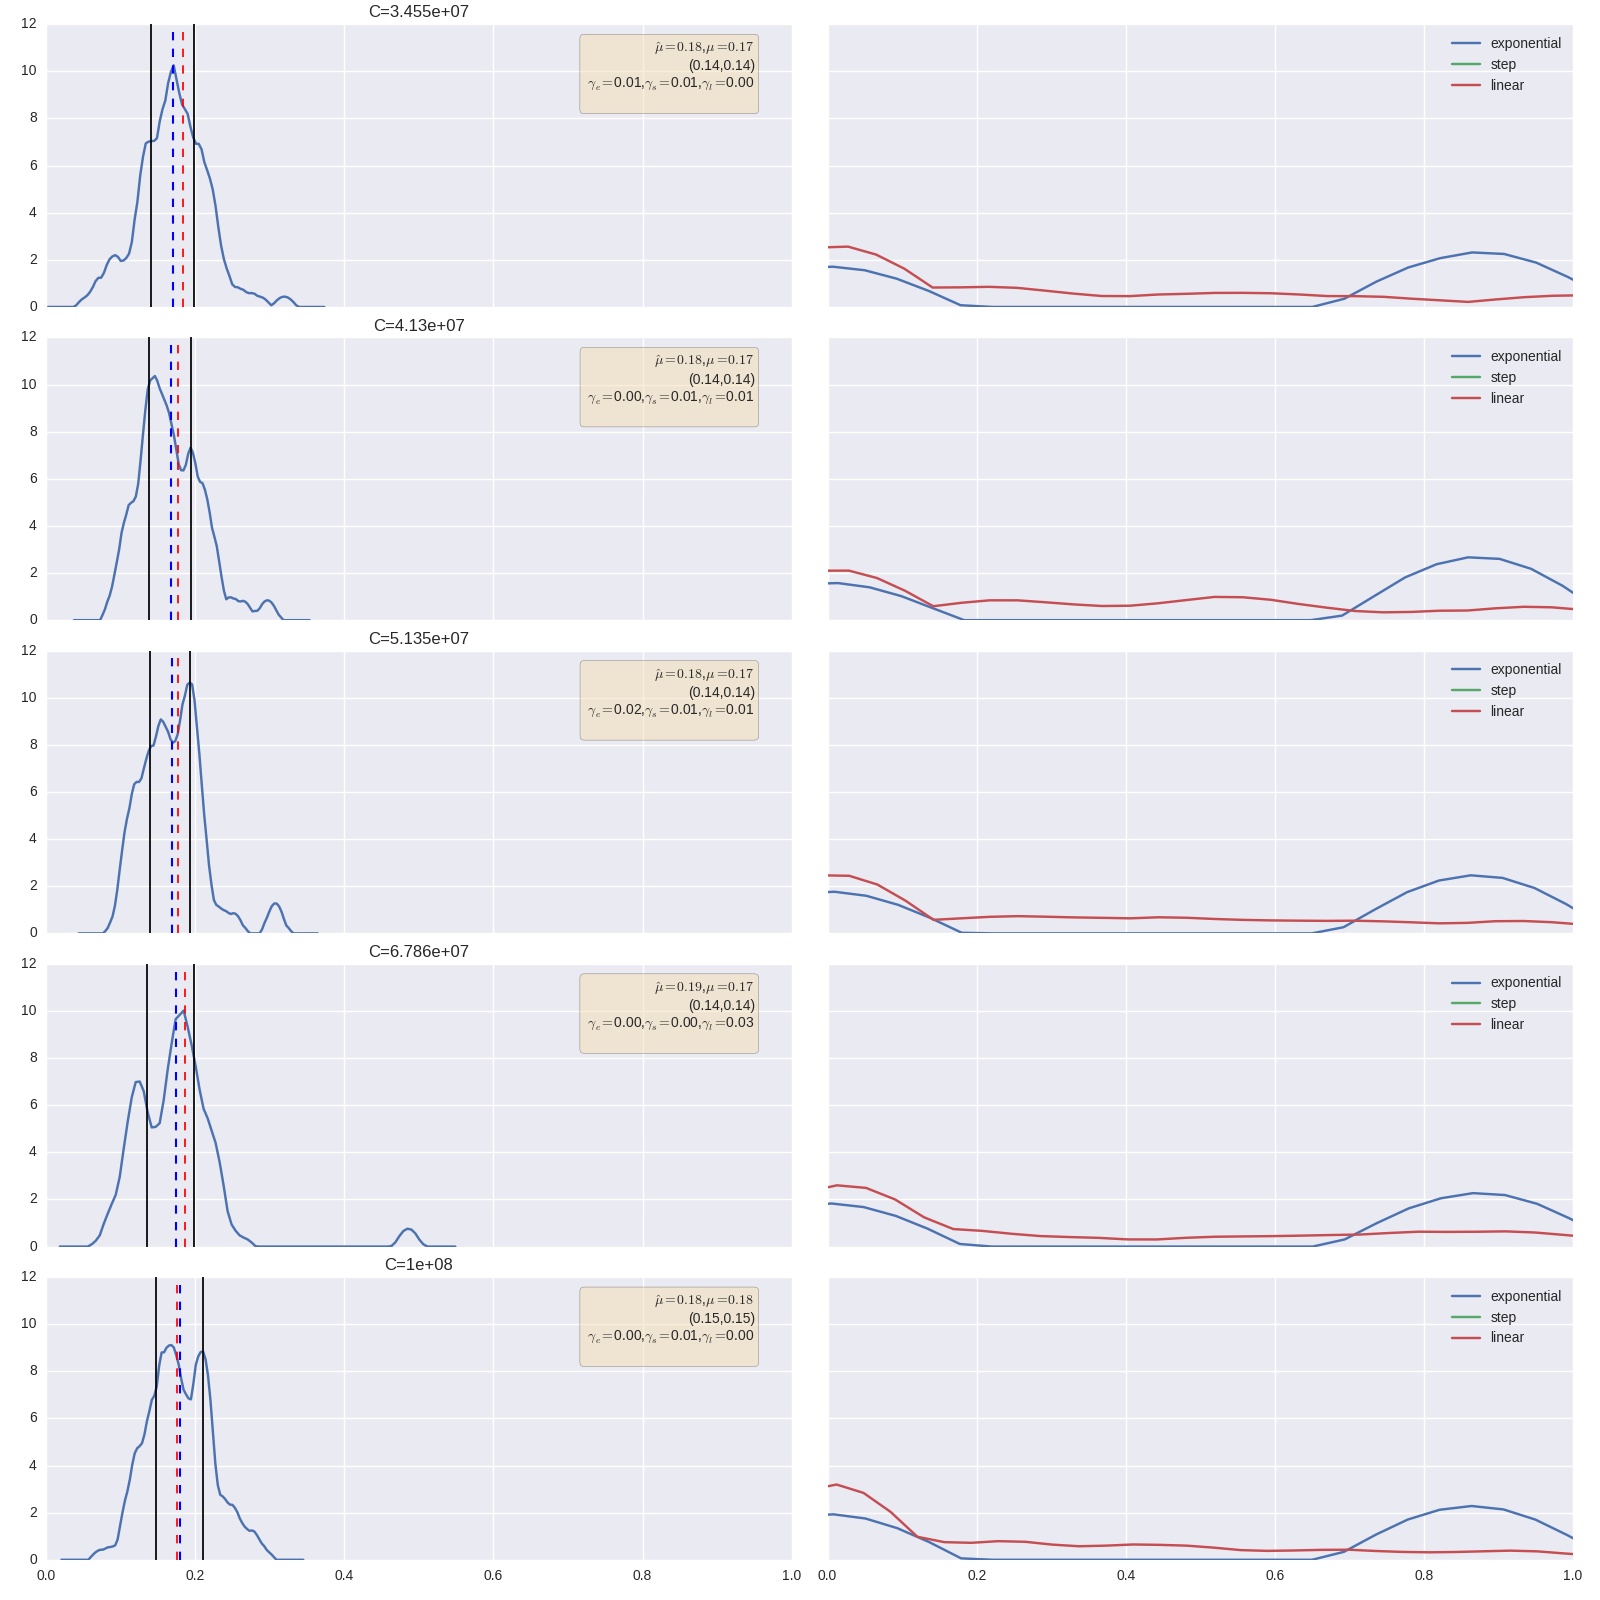 C=3.455e+07
12
10
8
6
4
2
0
μ̂=0.18,μ=0.17
(0.14,0.14)
γₑ=0.01,γₛ=0.01,γₗ=0.00
exponential
step
linear
C=4.13e+07
12
10
8
6
4
2
0
μ̂=0.18,μ=0.17
(0.14,0.14)
γₑ=0.00,γₛ=0.01,γₗ=0.01
exponential
step
linear
C=5.135e+07
12
10
8
6
4
2
0
μ̂=0.18,μ=0.17
(0.14,0.14)
γₑ=0.02,γₛ=0.01,γₗ=0.01
exponential
step
linear
C=6.786e+07
12
10
8
6
4
2
0
μ̂=0.19,μ=0.17
(0.14,0.14)
γₑ=0.00,γₛ=0.00,γₗ=0.03
exponential
step
linear
C=1e+08
12
10
8
6
4
2
0
μ̂=0.18,μ=0.18
(0.15,0.15)
γₑ=0.00,γₛ=0.01,γₗ=0.00
exponential
step
linear
0.0 0.2 0.4 0.6 0.8 1.0
0.0 0.2 0.4 0.6 0.8 1.0